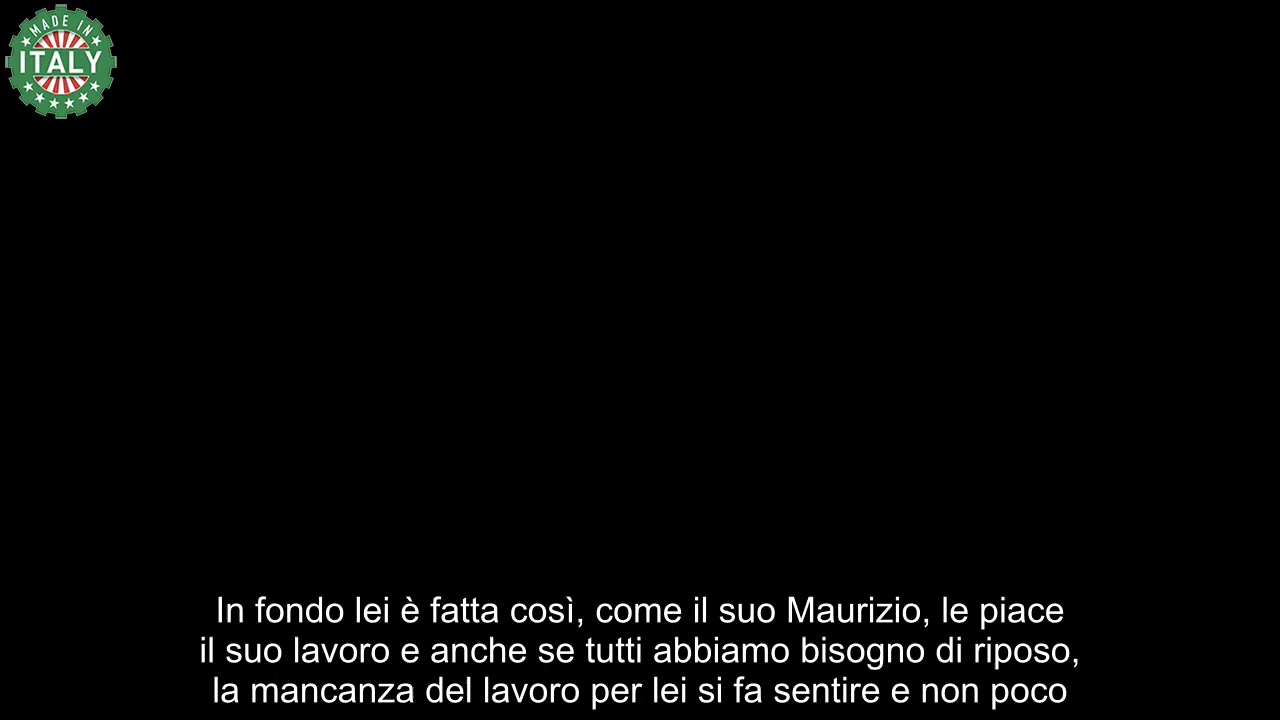 MADE IN
ITALY
In fondo lei è fatta così, come il suo Maurizio, le piace
il suo lavoro e anche se tutti abbiamo bisogno di riposo,
la mancanza del lavoro per lei si fa sentire e non poco